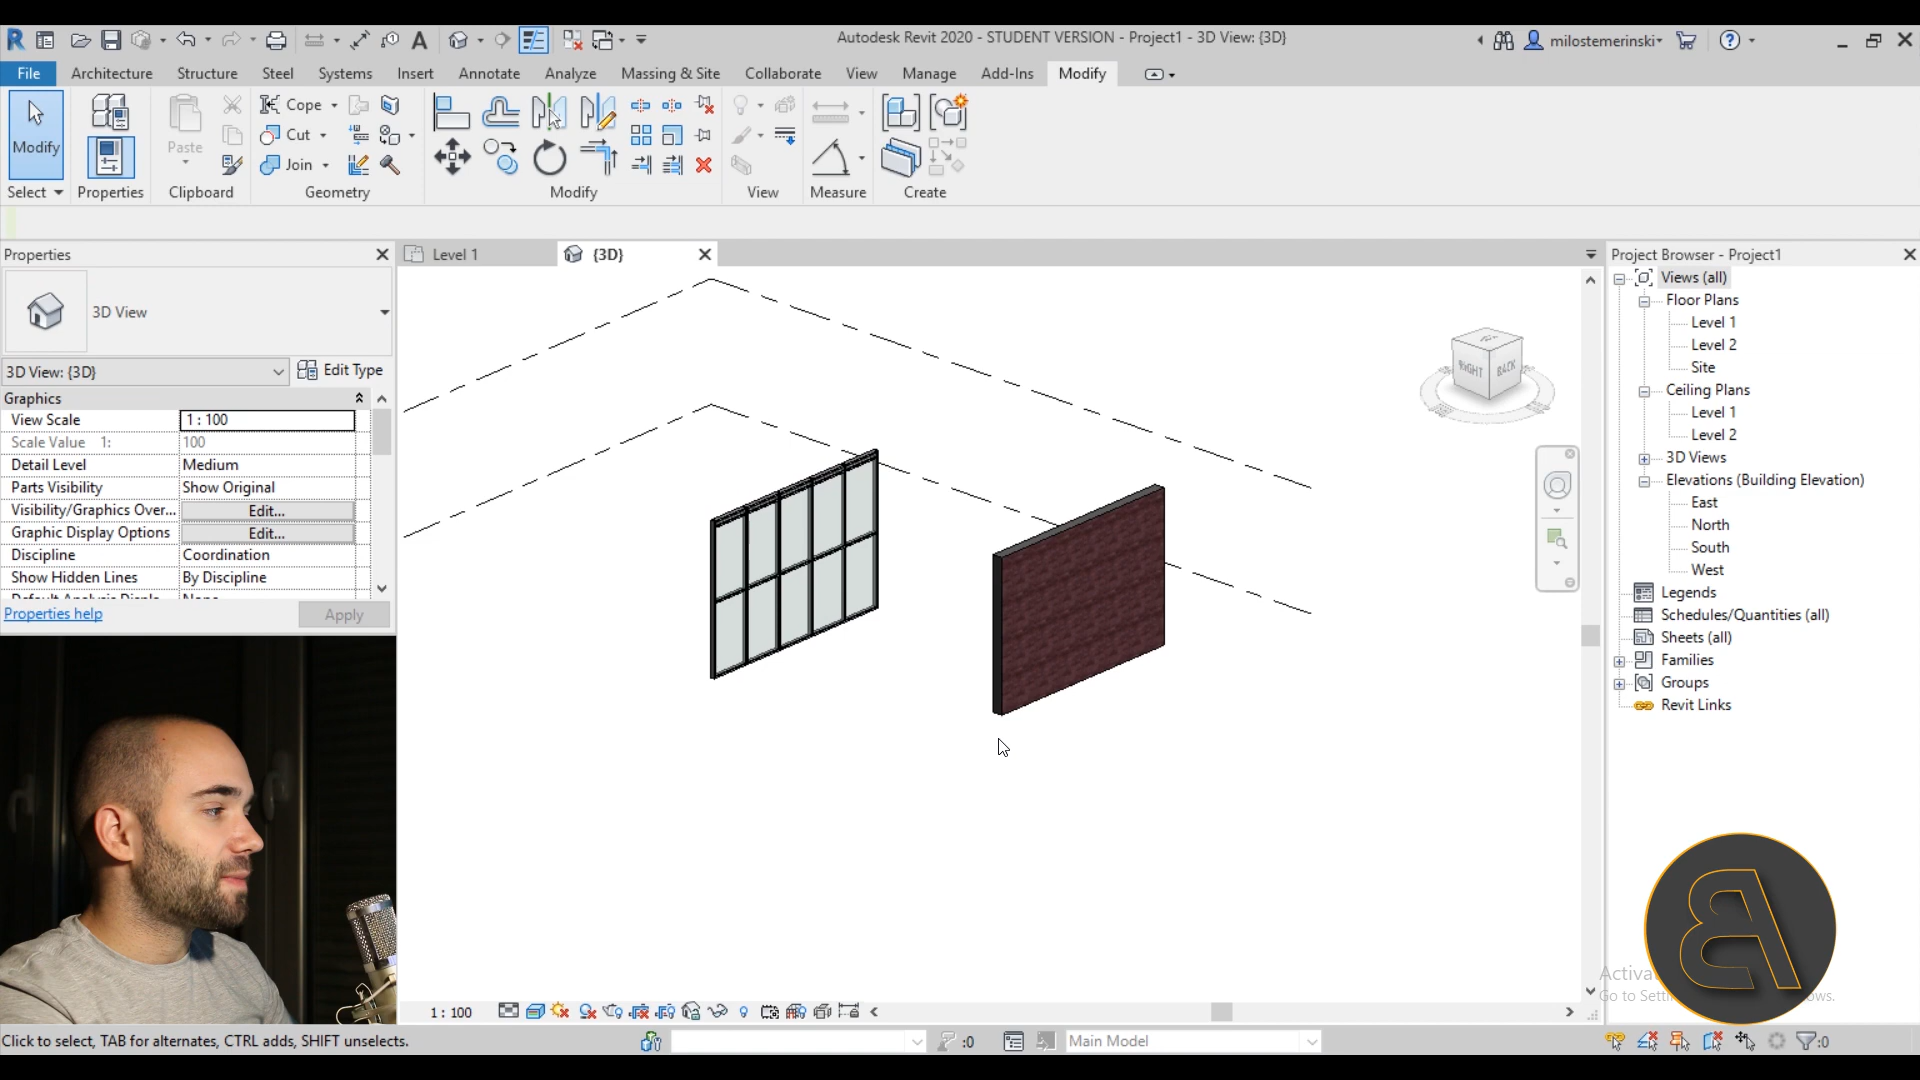 Autodesk Revit 2020 - STUDENT VERSION - Project1 - 3D View: {3D}
milostemerinski
File Architecture Structure Steel Systems Insert Annotate Analyze Massing & Site Collaborate View Manage Add-Ins Modify
Modify
Paste
Cope
Cut
Join
Select Properties Clipboard Geometry Modify View Measure Create
Properties
Level 1
{3D}
Project Browser - Project1
3D View
3D View: {3D}
Edit Type
Graphics
View Scale 1 : 100
Scale Value 1: 100
Detail Level Medium
Parts Visibility Show Original
Visibility/Graphics Over... Edit...
Graphic Display Options Edit...
Discipline Coordination
Show Hidden Lines By Discipline
Properties help
Apply
RIGHT
BACK
Views (all)
Floor Plans
Level 1
Level 2
Site
Ceiling Plans
Level 1
Level 2
3D Views
Elevations (Building Elevation)
East
North
South
West
Legends
Schedules/Quantities (all)
Sheets (all)
Families
Groups
Revit Links
1 : 100
Click to select, TAB for alternates, CTRL adds, SHIFT unselects.
:0
Main Model
:0